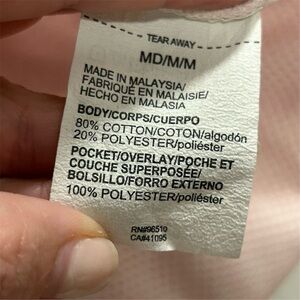 TEAR AWAY
MD/M/M
MADE IN MALAYSIA/
FABRIQUÉ EN MALAISIE/
HECHO EN MALASIA
BODY/CORPS/CUERPO
80% COTTON/COTON/algodón
20% POLYESTER/poliéster
POCKET/OVERLAY/POCHE ET
COUCHE SUPERPOSÉE/
BOLSILLO/FORRO EXTERNO
100% POLYESTER/poliéster
RN#96510
CA#41095